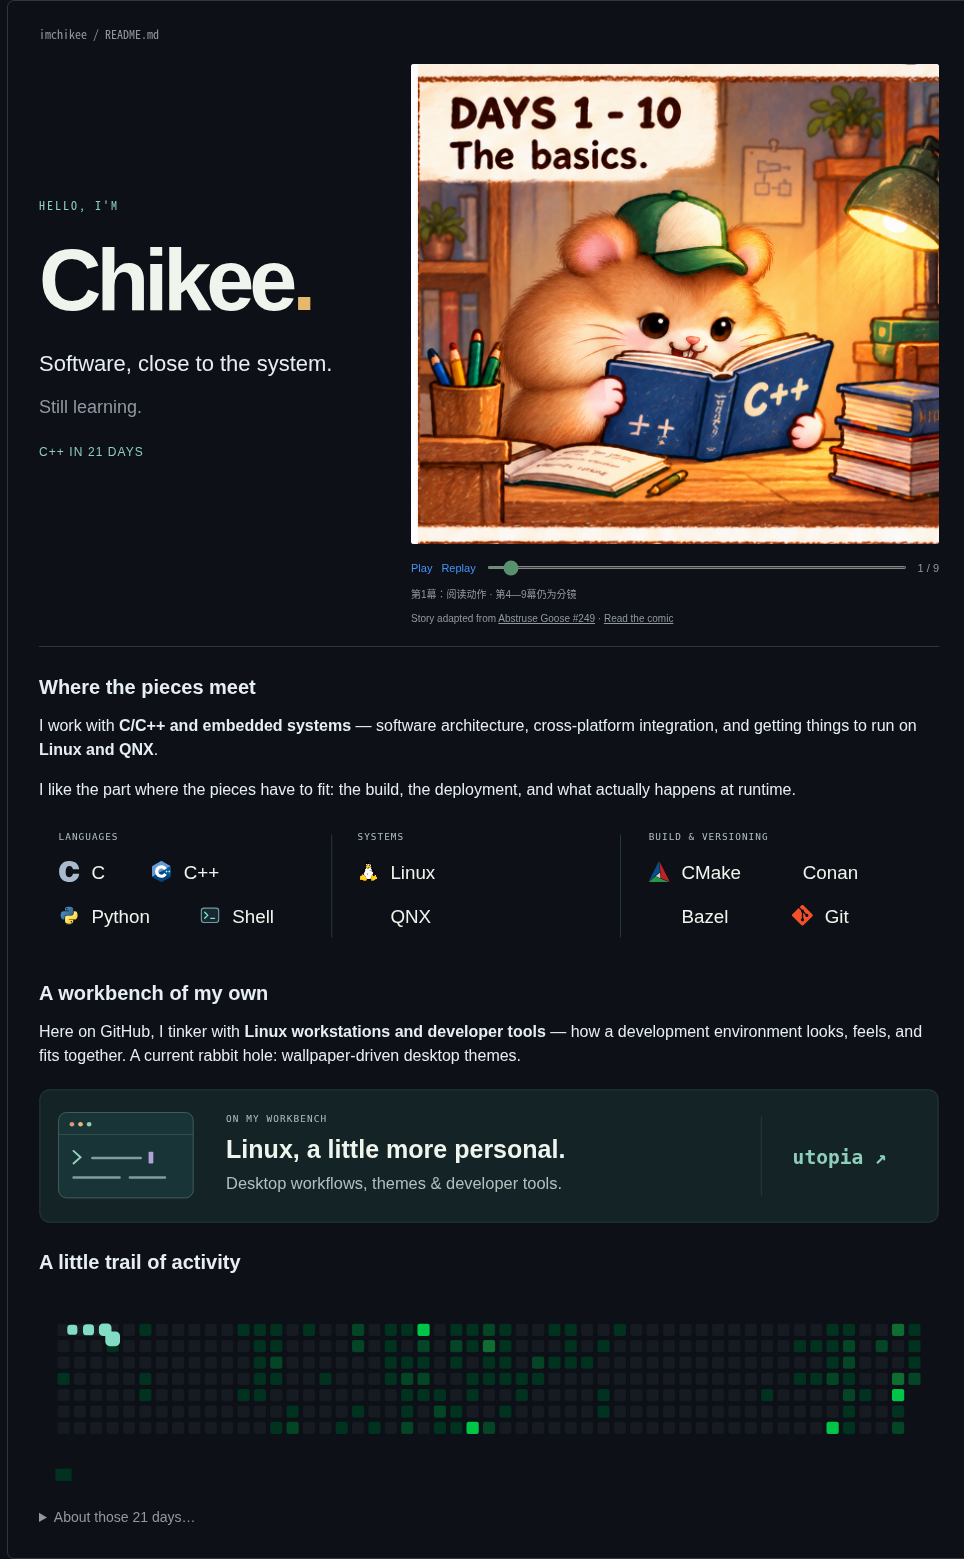 imchikee / README.md
HELLO, I'M
Chikee.
Software, close to the system.
Still learning.
C++ IN 21 DAYS
DAYS 1 - 10
The basics.
C++
++
Play Replay 1 / 9
第1幕：阅读动作 · 第4—9幕仍为分镜
Story adapted from Abstruse Goose #249 · Read the comic
Where the pieces meet
I work with C/C++ and embedded systems — software architecture, cross-platform integration, and getting things to run on
Linux and QNX.
I like the part where the pieces have to fit: the build, the deployment, and what actually happens at runtime.
LANGUAGES
C C++
Python Shell
SYSTEMS
Linux
QNX
BUILD & VERSIONING
CMake Conan
Bazel Git
A workbench of my own
Here on GitHub, I tinker with Linux workstations and developer tools — how a development environment looks, feels, and
fits together. A current rabbit hole: wallpaper-driven desktop themes.
ON MY WORKBENCH
Linux, a little more personal.
Desktop workflows, themes & developer tools.
utopia ↗
A little trail of activity
▶ About those 21 days…